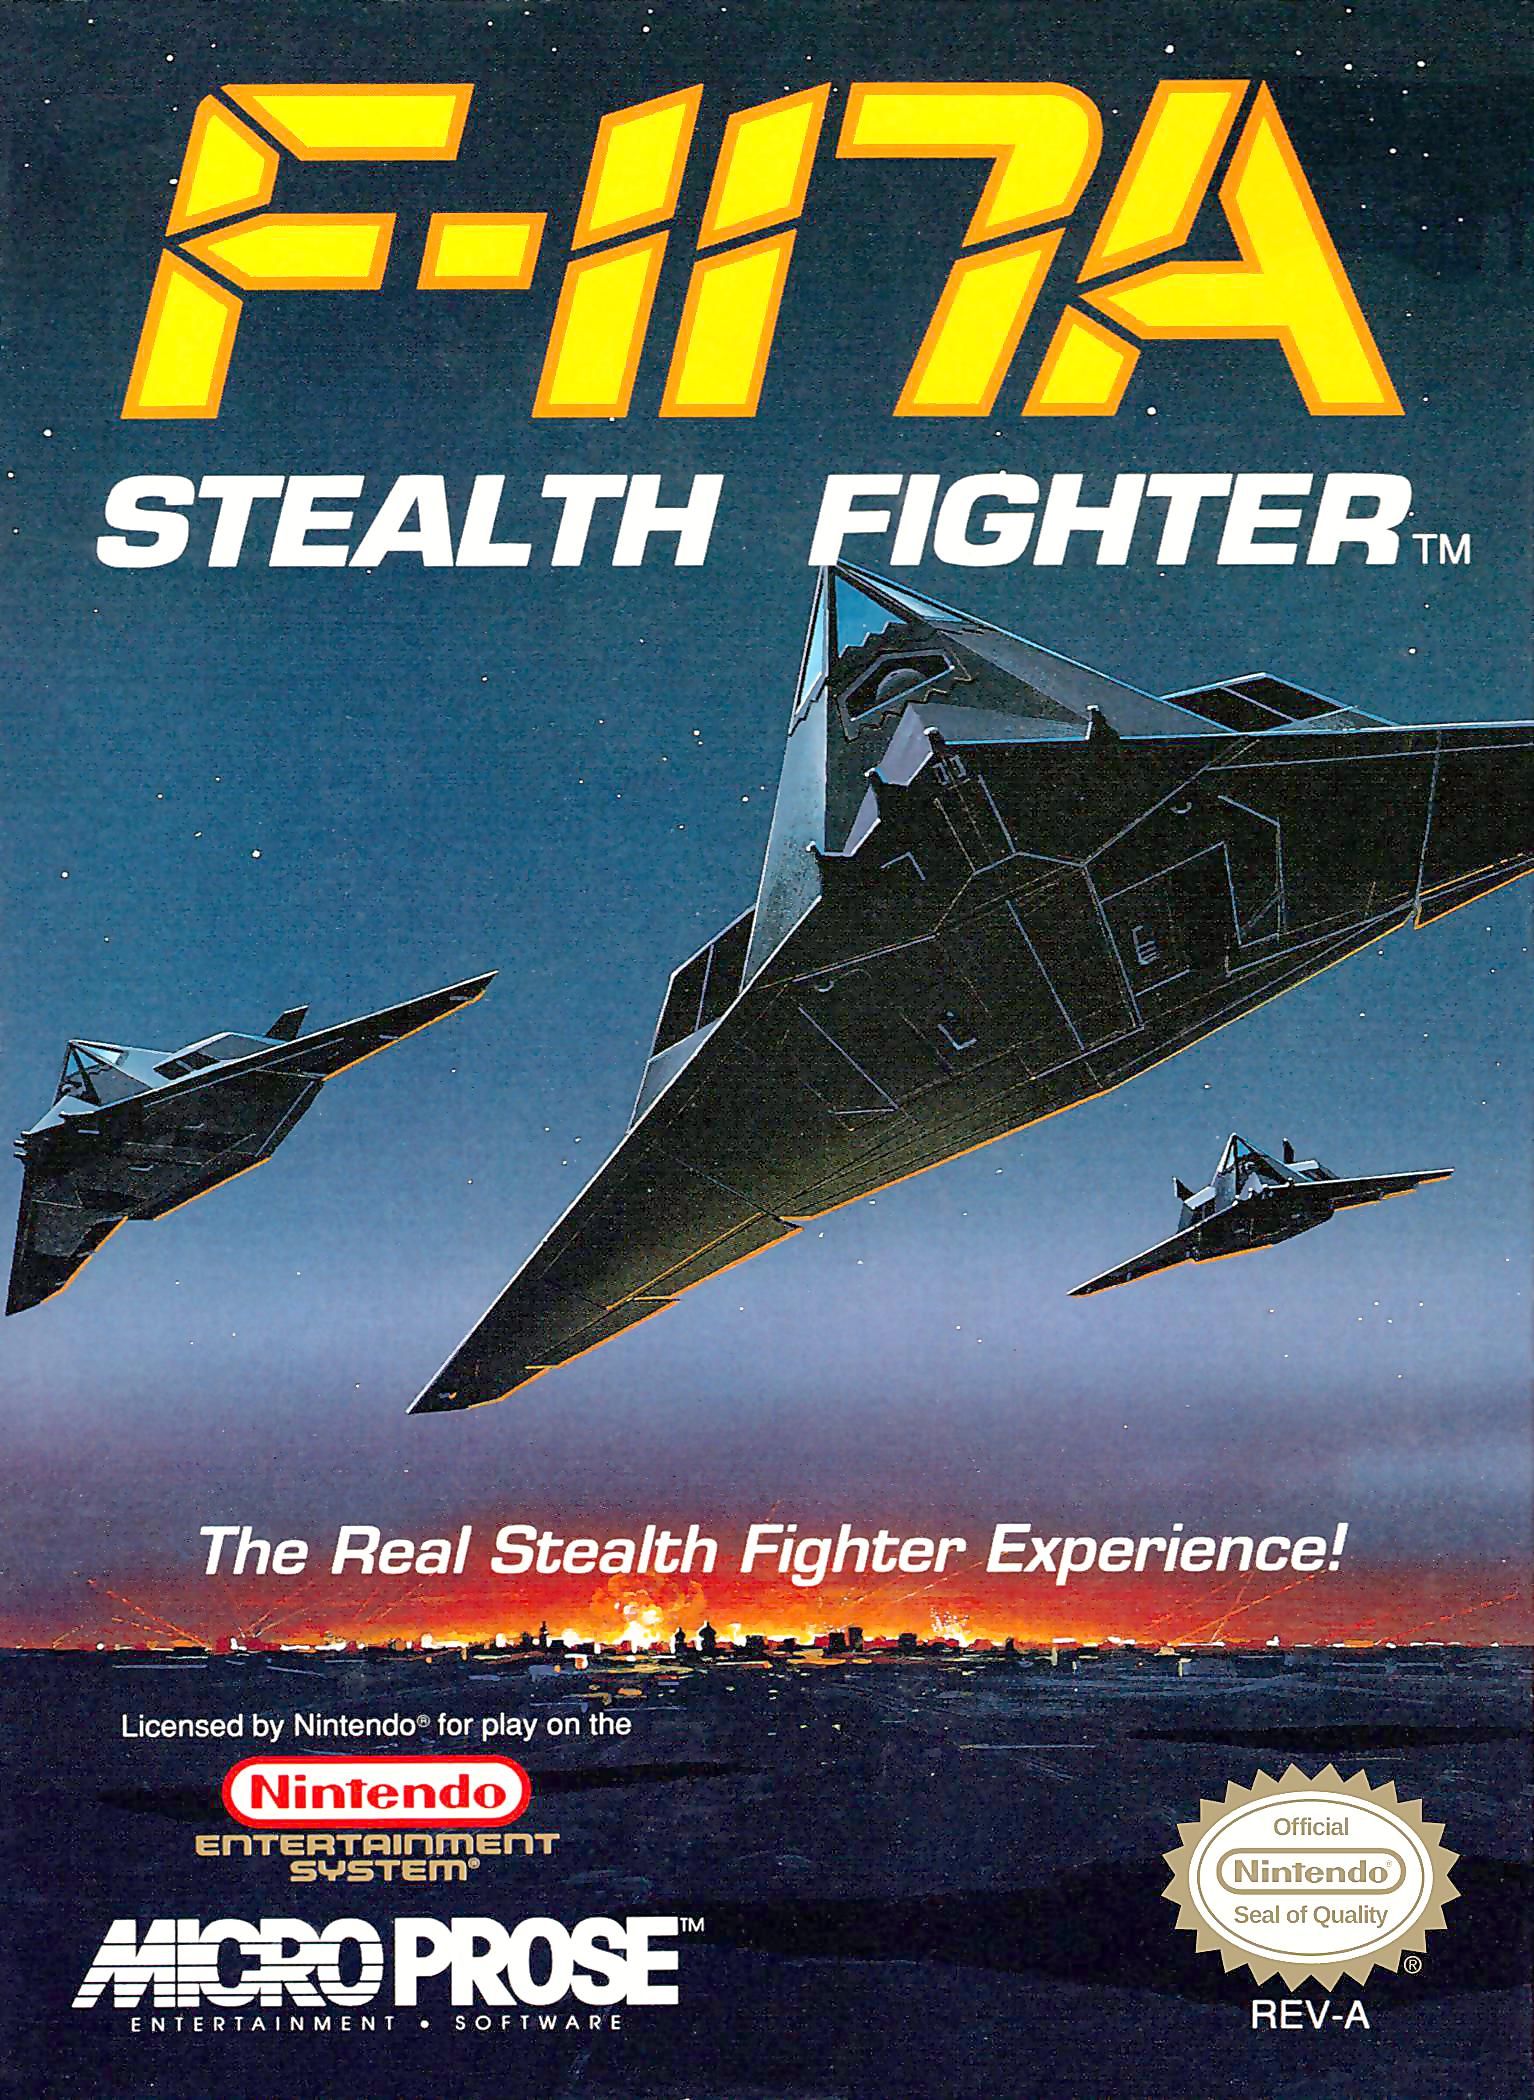 F-117A
STEALTH FIGHTER™
The Real Stealth Fighter Experience!
Licensed by Nintendo® for play on the
Nintendo
ENTERTAINMENT
SYSTEM®
MICROPROSE™
ENTERTAINMENT • SOFTWARE
Official
Nintendo®
Seal of Quality
®
REV-A